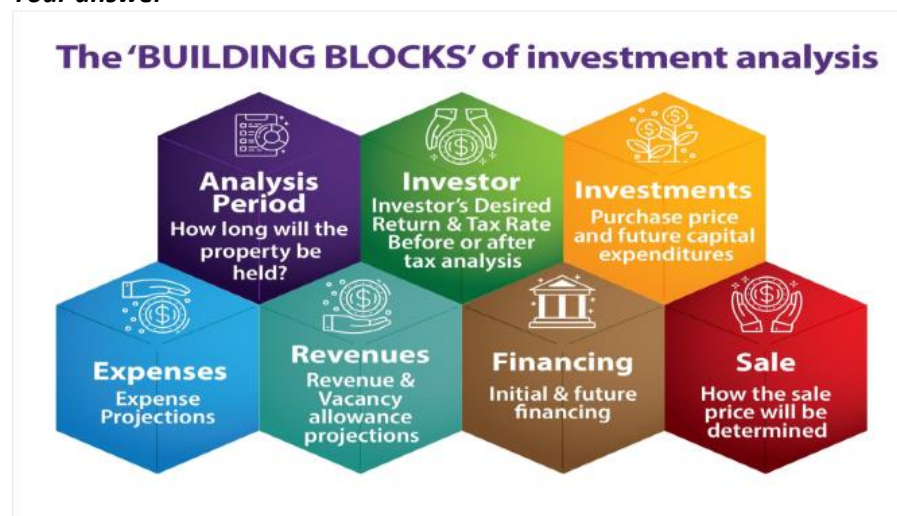 Your answer
The 'BUILDING BLOCKS' of investment analysis
Analysis
Period
How long will the
property be
held?
Investor
Investor's Desired
Return & Tax Rate
Before or after
tax analysis
Investments
Purchase price
and future capital
expenditures
Expenses
Expense
Projections
Revenues
Revenue &
Vacancy
allowance
projections
Financing
Initial & future
financing
Sale
How the sale
price will be
determined